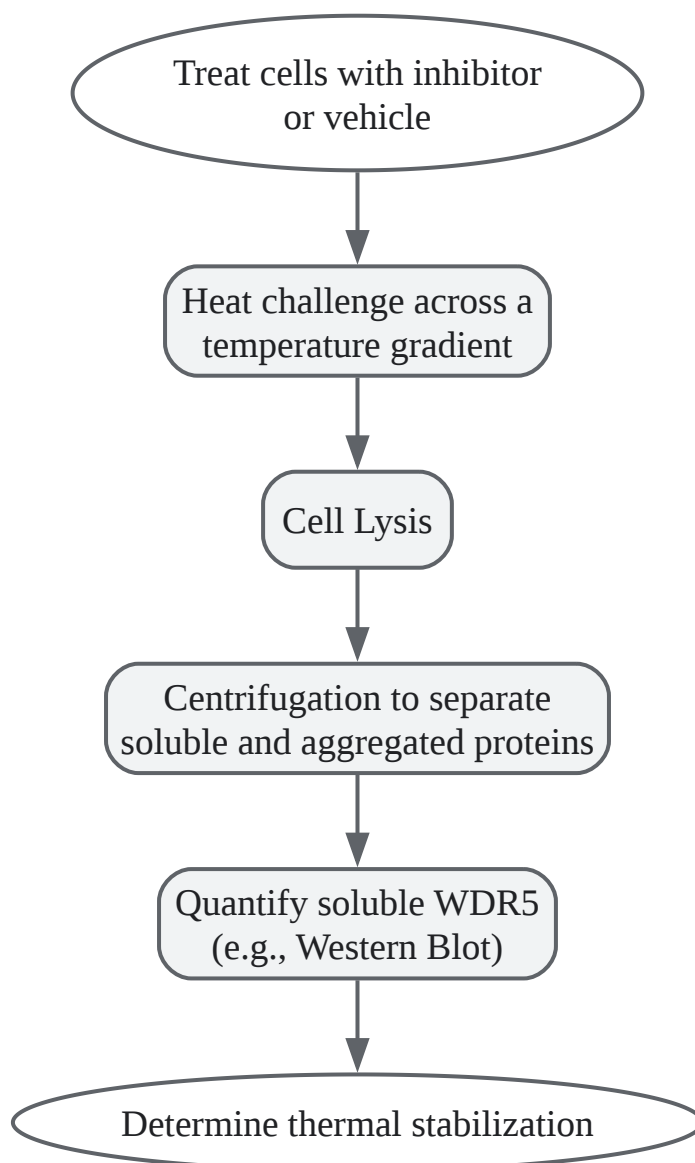 Treat cells with inhibitor
or vehicle
Heat challenge across a
temperature gradient
Cell Lysis
Centrifugation to separate
soluble and aggregated proteins
Quantify soluble WDR5
(e.g., Western Blot)
Determine thermal stabilization